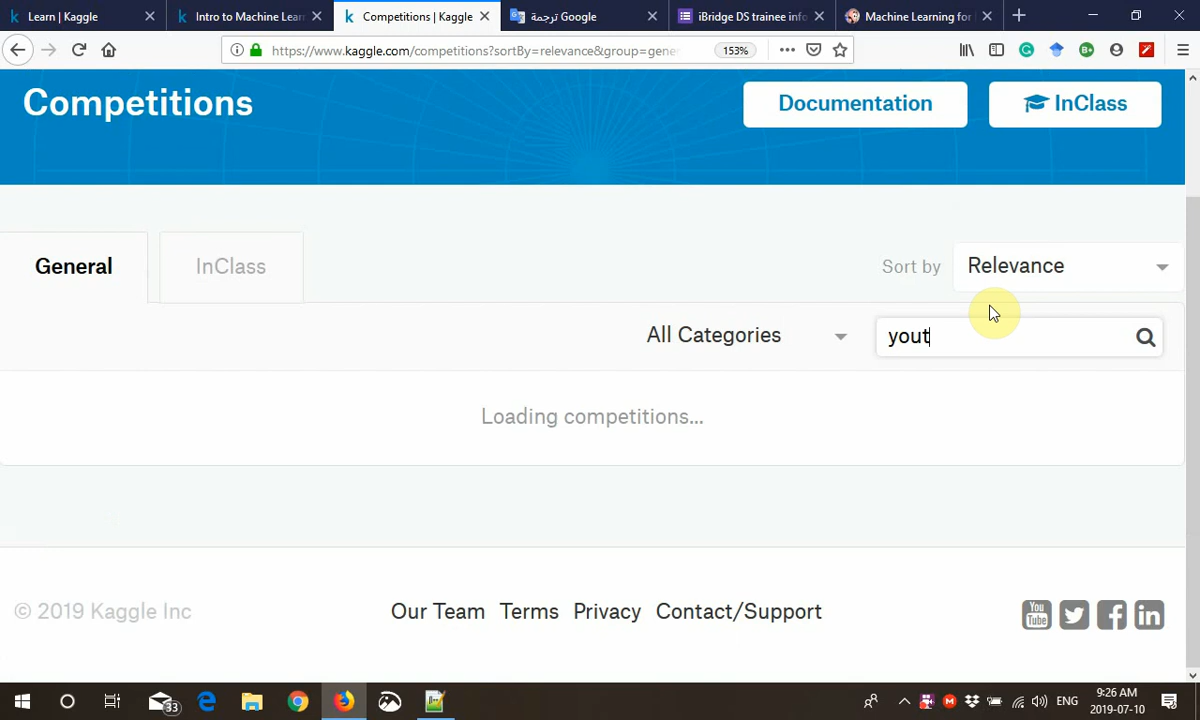 Learn | Kaggle
Intro to Machine Lear
Competitions | Kaggle
ترجمة Google
iBridge DS trainee info
Machine Learning for
https://www.kaggle.com/competitions?sortBy=relevance&group=gene
153%
Competitions
Documentation
InClass
General
InClass
Sort by
Relevance
All Categories
yout
Loading competitions...
© 2019 Kaggle Inc
Our Team
Terms
Privacy
Contact/Support
You
Tube
33
ENG
9:26 AM
2019-07-10